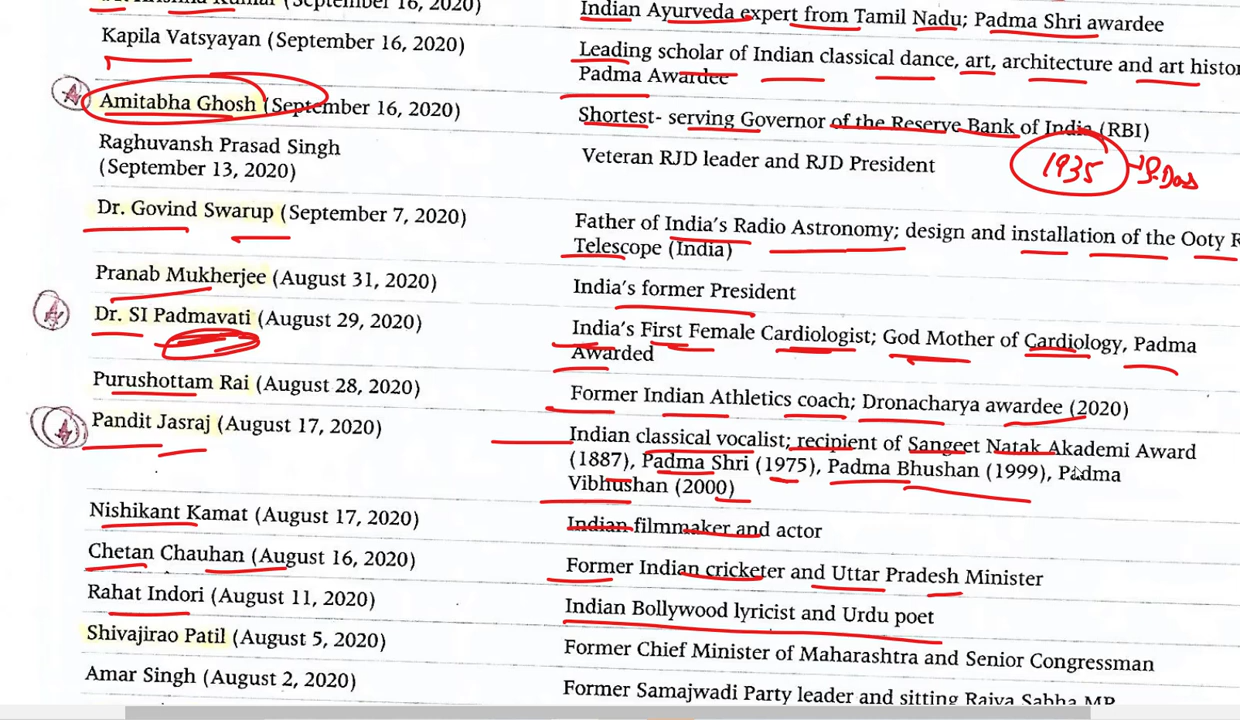 (September 16, 2020)
Indian Ayurveda expert from Tamil Nadu; Padma Shri awardee
Kapila Vatsyayan (September 16, 2020)
Leading scholar of Indian classical dance, art, architecture and art histor
Padma Awardee
Amitabha Ghosh (September 16, 2020)
Shortest- serving Governor of the Reserve Bank of India (RBI)
Raghuvansh Prasad Singh
(September 13, 2020)
Veteran RJD leader and RJD President
1935
Dr. Govind Swarup (September 7, 2020)
Father of India's Radio Astronomy; design and installation of the Ooty R
Telescope (India)
Pranab Mukherjee (August 31, 2020)
India's former President
Dr. SI Padmavati (August 29, 2020)
India's First Female Cardiologist; God Mother of Cardiology, Padma
Awarded
Purushottam Rai (August 28, 2020)
Former Indian Athletics coach; Dronacharya awardee (2020)
Pandit Jasraj (August 17, 2020)
Indian classical vocalist; recipient of Sangeet Natak Akademi Award
(1887), Padma Shri (1975), Padma Bhushan (1999), Padma
Vibhushan (2000)
Nishikant Kamat (August 17, 2020)
Indian filmmaker and actor
Chetan Chauhan (August 16, 2020)
Former Indian cricketer and Uttar Pradesh Minister
Rahat Indori (August 11, 2020)
Indian Bollywood lyricist and Urdu poet
Shivajirao Patil (August 5, 2020)
Former Chief Minister of Maharashtra and Senior Congressman
Amar Singh (August 2, 2020)
Former Samajwadi Party leader and sitting Rajya Sabha MP